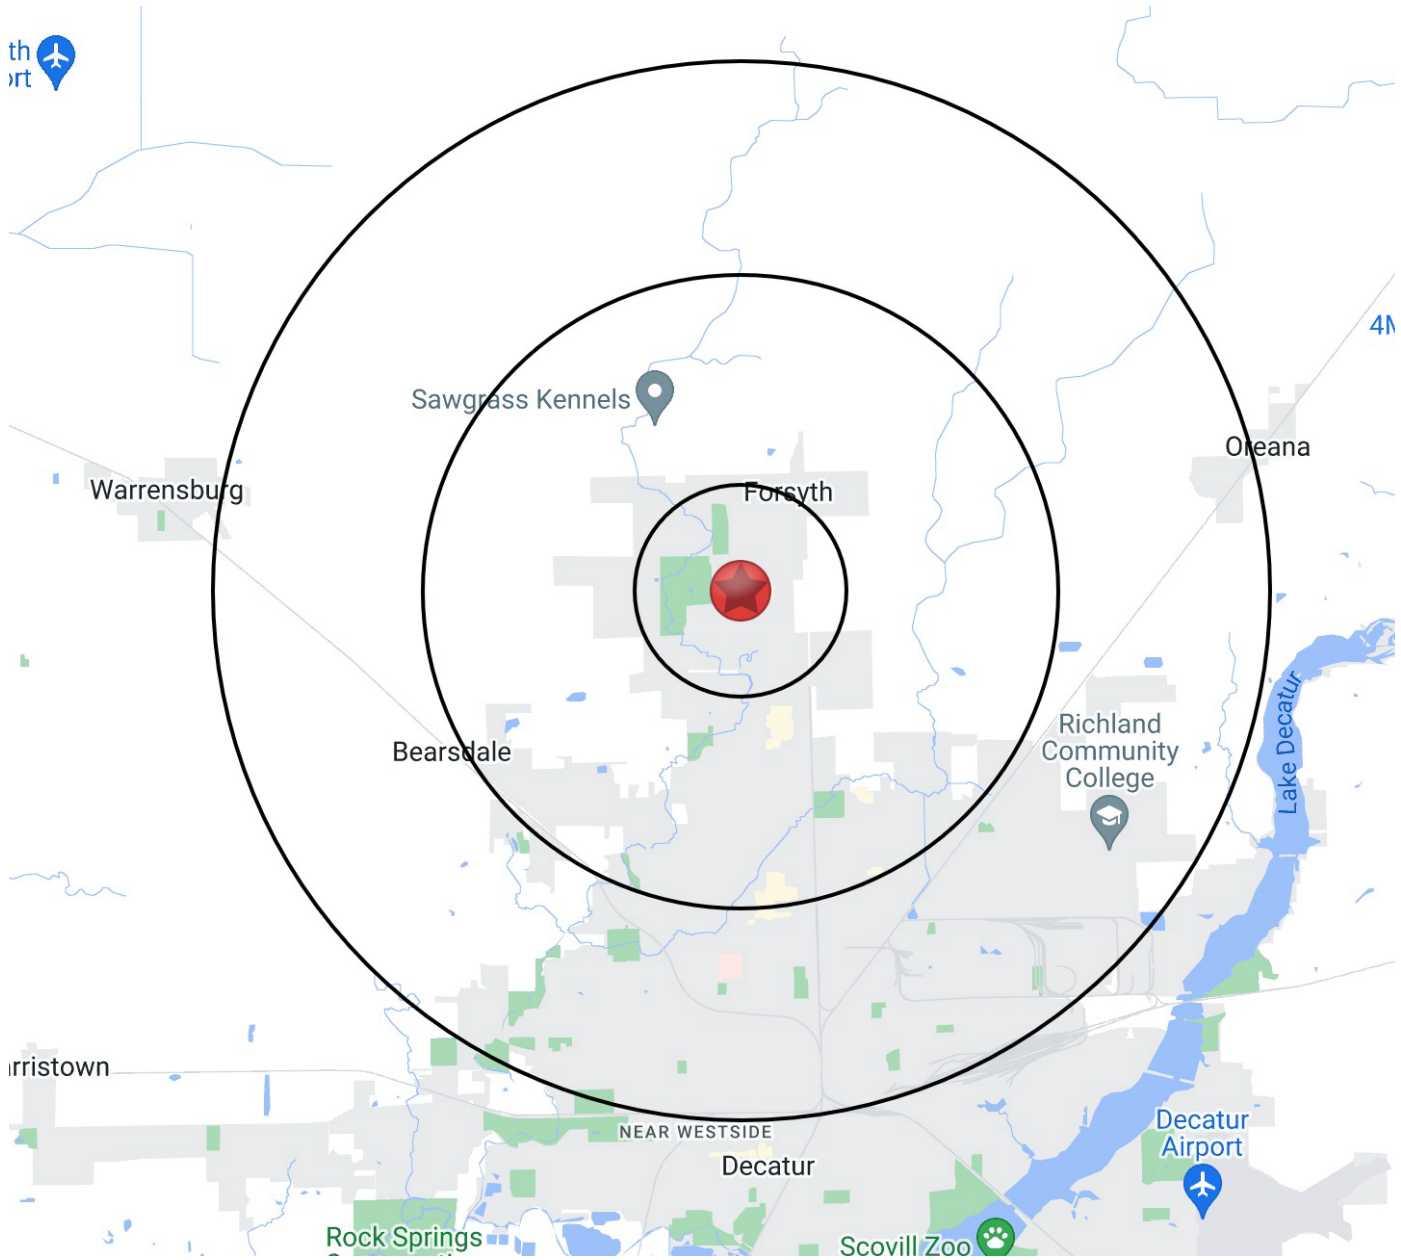 th
ort
4M
Sawgrass Kennels
Oreana
Warrensburg
Forsyth
Lake Decatur
Richland
Community
College
Bearsdale
rristown
Decatur
Airport
NEAR WESTSIDE
Decatur
Rock Springs
Scovill Zoo